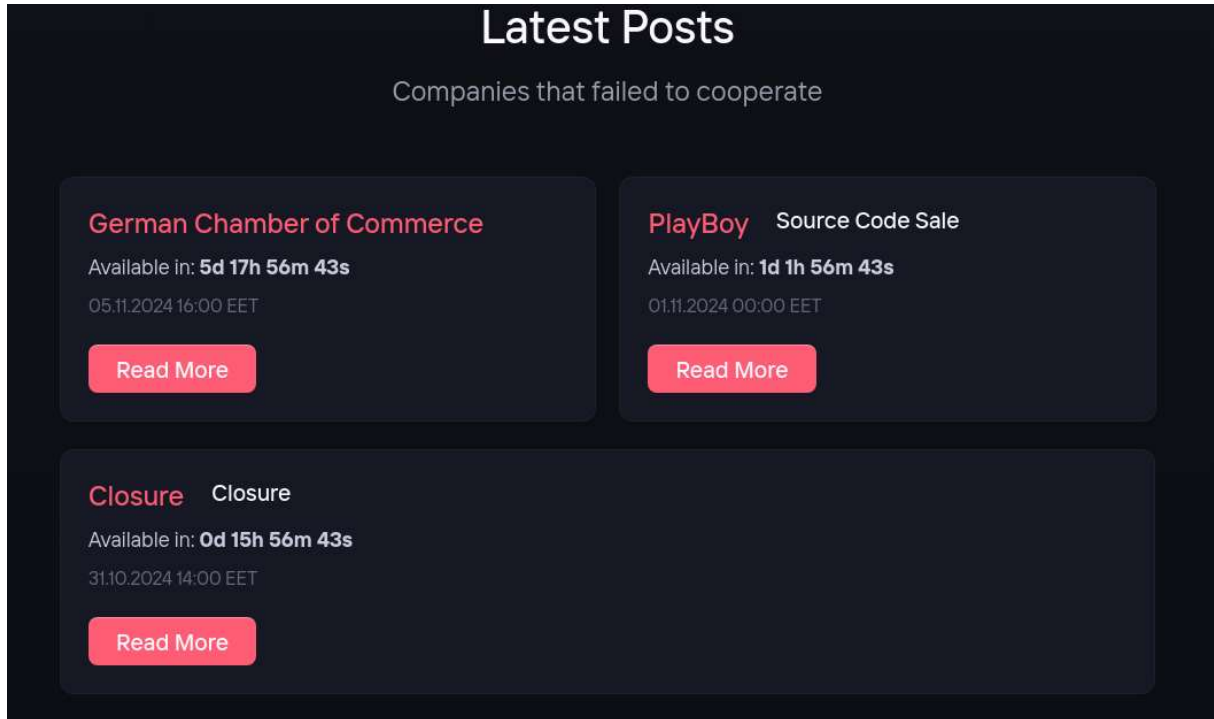 Latest Posts
Companies that failed to cooperate
German Chamber of Commerce
Available in: 5d 17h 56m 43s
05.11.2024 16:00 EET
Read More
PlayBoy Source Code Sale
Available in: 1d 1h 56m 43s
01.11.2024 00:00 EET
Read More
Closure Closure
Available in: 0d 15h 56m 43s
31.10.2024 14:00 EET
Read More